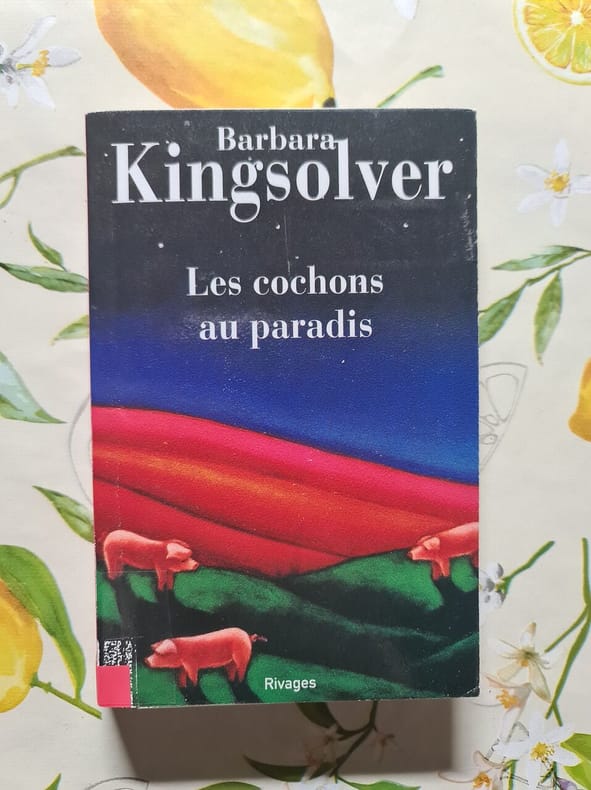 Barbara
Kingsolver
Les cochons
au paradis
Rivages